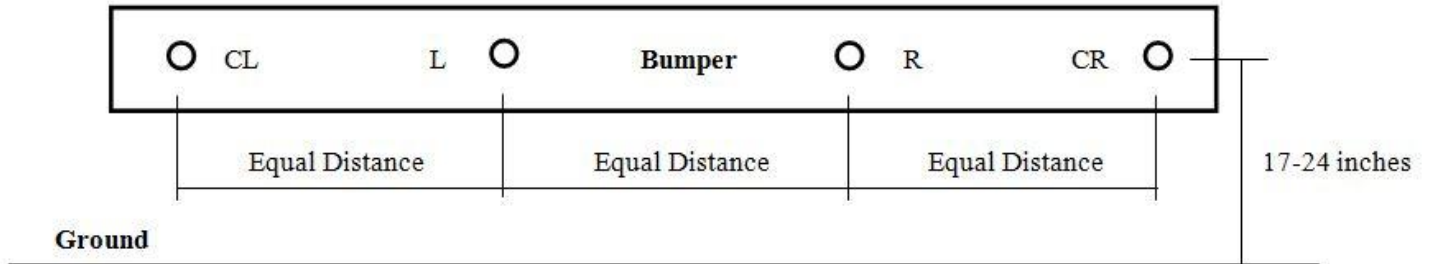 CL L Bumper R CR
Equal Distance Equal Distance Equal Distance 17-24 inches
Ground